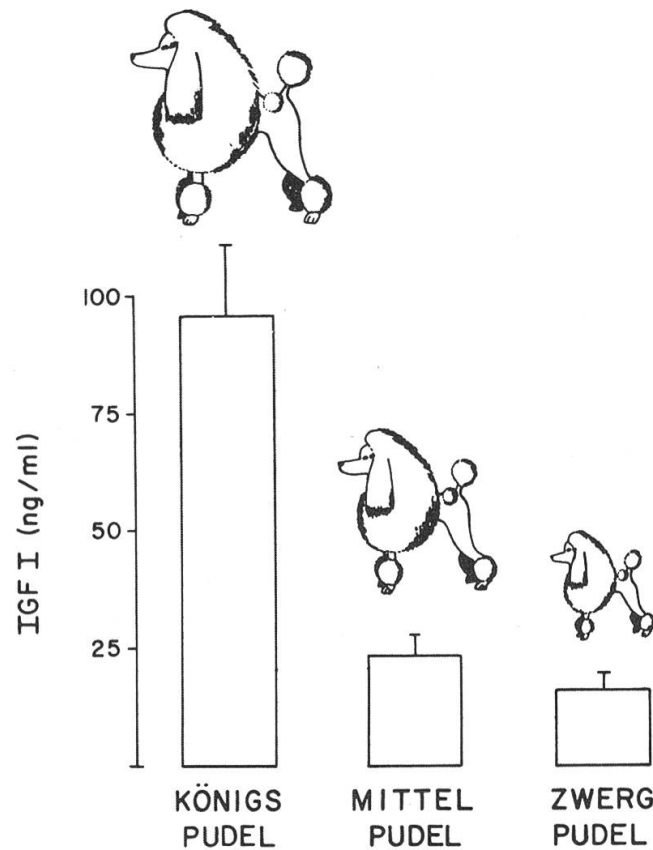 100
75
50
25
IGF I (ng/ml)
KÖNIGS
PUDEL
MITTEL
PUDEL
ZWERG
PUDEL